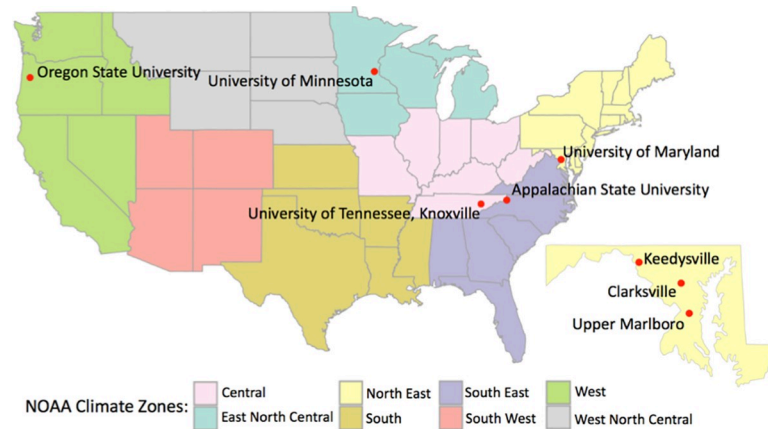 Oregon State University
University of Minnesota
University of Maryland
Appalachian State University
University of Tennessee, Knoxville
Keedysville
Clarksville
Upper Marlboro
NOAA Climate Zones:
Central
North East
South East
West
East North Central
South
South West
West North Central